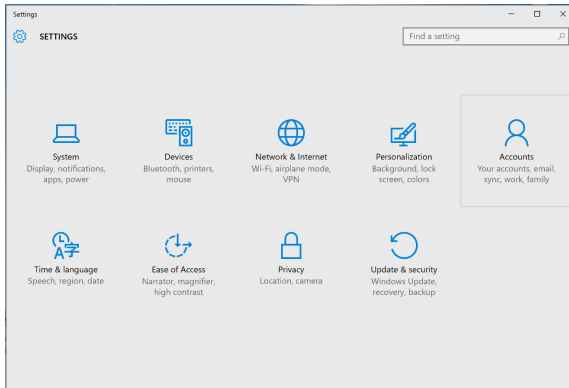 Settings
SETTINGS
Find a setting
System
Display, notifications,
apps, power
Devices
Bluetooth, printers,
mouse
Network & Internet
Wi-Fi, airplane mode,
VPN
Personalization
Background, lock
screen, colors
Accounts
Your accounts, email,
sync, work, family
A字
Time & language
Speech, region, date
Ease of Access
Narrator, magnifier,
high contrast
Privacy
Location, camera
Update & security
Windows Update,
recovery, backup